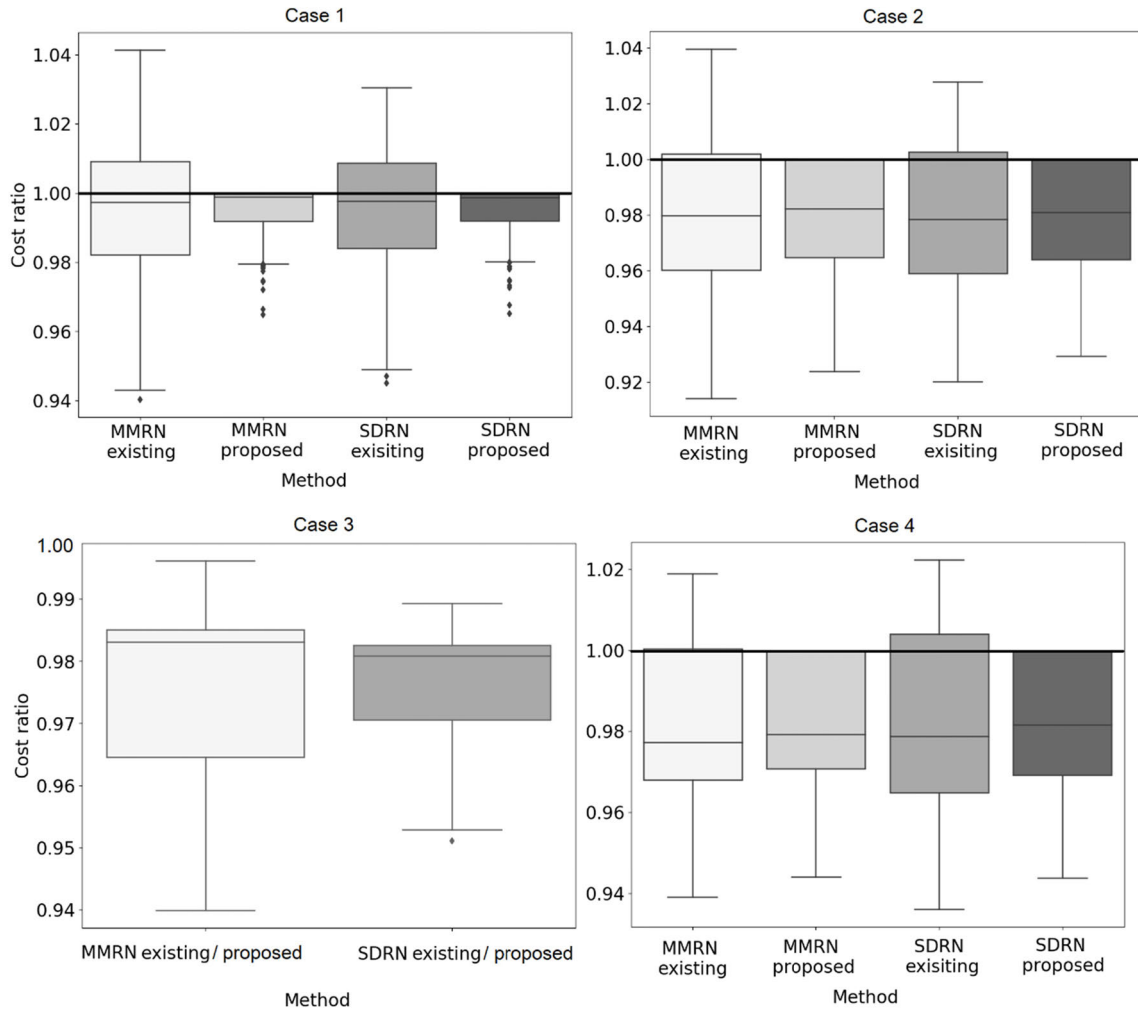 Case 1
Cost ratio
1.04
1.02
1.00
0.98
0.96
0.94
MMRN existing
MMRN proposed
SDRN exisiting
SDRN proposed
Method
Case 2
1.04
1.02
1.00
0.98
0.96
0.94
0.92
MMRN existing
MMRN proposed
SDRN exisiting
SDRN proposed
Method
Case 3
Cost ratio
1.00
0.99
0.98
0.97
0.96
0.95
0.94
MMRN existing/ proposed
SDRN existing/ proposed
Method
Case 4
1.02
1.00
0.98
0.96
0.94
MMRN existing
MMRN proposed
SDRN exisiting
SDRN proposed
Method